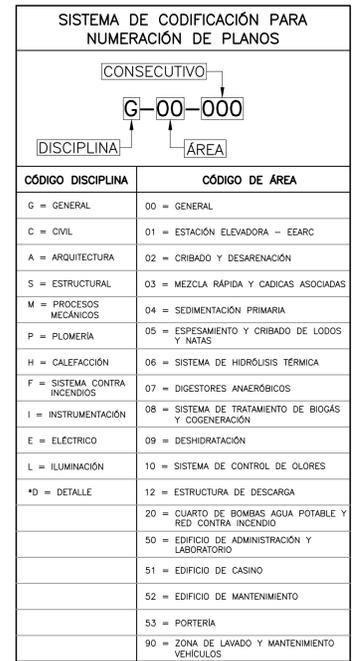 SISTEMA DE CODIFICACIÓN PARA
NUMERACIÓN DE PLANOS
CONSECUTIVO
G-00-000
DISCIPLINA
ÁREA
CÓDIGO DISCIPLINA
CÓDIGO DE ÁREA
G = GENERAL
00 = GENERAL
C = CIVIL
01 = ESTACIÓN ELEVADORA - EEARC
A = ARQUITECTURA
02 = CRIBADO Y DESARENACIÓN
S = ESTRUCTURAL
03 = MEZCLA RÁPIDA Y CADICAS ASOCIADAS
M = PROCESOS
MECÁNICOS
04 = SEDIMENTACIÓN PRIMARIA
P = PLOMERÍA
05 = ESPESAMIENTO Y CRIBADO DE LODOS
Y NATAS
H = CALEFACCIÓN
06 = SISTEMA DE HIDRÓLISIS TÉRMICA
F = SISTEMA CONTRA
INCENDIOS
07 = DIGESTORES ANAERÓBICOS
I = INSTRUMENTACIÓN
08 = SISTEMA DE TRATAMIENTO DE BIOGÁS
Y COGENERACIÓN
E = ELÉCTRICO
09 = DESHIDRATACIÓN
L = ILUMINACIÓN
10 = SISTEMA DE CONTROL DE OLORES
*D = DETALLE
12 = ESTRUCTURA DE DESCARGA
20 = CUARTO DE BOMBAS AGUA POTABLE Y
RED CONTRA INCENDIO
50 = EDIFICIO DE ADMINISTRACIÓN Y
LABORATORIO
51 = EDIFICIO DE CASINO
52 = EDIFICIO DE MANTENIMIENTO
53 = PORTERÍA
90 = ZONA DE LAVADO Y MANTENIMIENTO
VEHÍCULOS